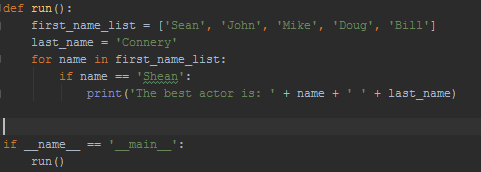 def run():
    first_name_list = ['Sean', 'John', 'Mike', 'Doug', 'Bill']
    last_name = 'Connery'
    for name in first_name_list:
        if name == 'Shean':
            print('The best actor is: ' + name + ' ' + last_name)
if __name__ == '__main__':
    run()